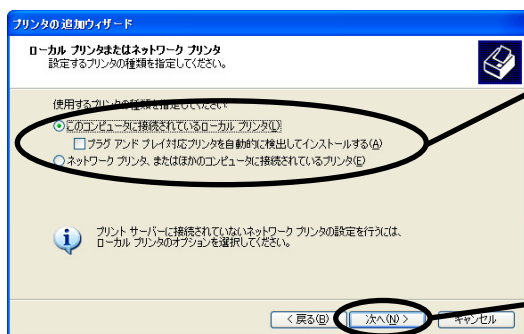 プリンタの追加ウィザード
ローカル プリンタまたはネットワーク プリンタ
設定するプリンタの種類を指定してください。
使用するプリンタの種類を指定してください:
このコンピュータに接続されているローカル プリンタ(L)
プラグ アンド プレイ対応プリンタを自動的に検出してインストールする(A)
ネットワーク プリンタ、またはほかのコンピュータに接続されているプリンタ(E)
プリント サーバーに接続されていないネットワーク プリンタの設定を行うには、
ローカル プリンタのオプションを選択してください。
< 戻る(B) 次へ(N) > キャンセル